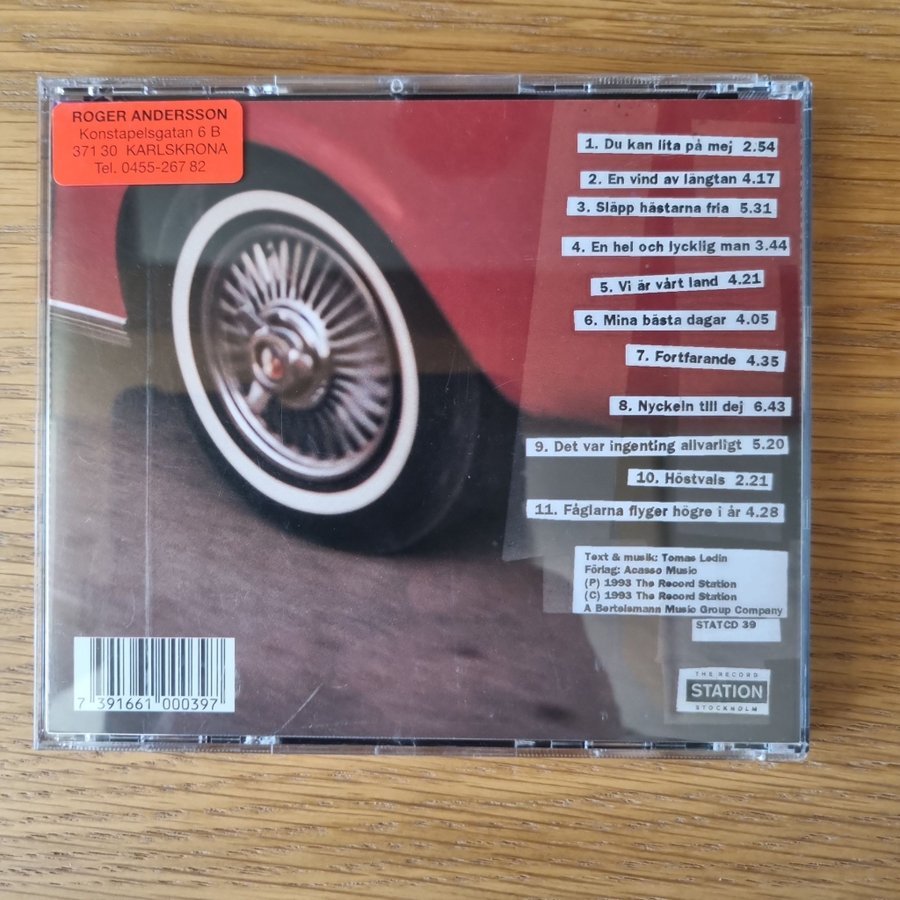 ROGER ANDERSSON
Konstapelsgatan 6 B
371 30 KARLSKRONA
Tel. 0455-267 82
1. Du kan lita på mej 2.54
2. En vind av längtan 4.17
3. Släpp hästarna fria 5.31
4. En hel och lycklig man 3.44
5. Vi är vårt land 4.21
6. Mina bästa dagar 4.05
7. Fortfarande 4.35
8. Nyckeln till dej 6.43
9. Det var ingenting allvarligt 5.20
10. Höstvals 2.21
11. Fåglarna flyger högre i år 4.28
Text & musik: Tomas Ledin
Förlag: Acasso Music
(P) 1993 The Record Station
(C) 1993 The Record Station
A Bertelsmann Music Group Company
STATCD 39
THE RECORD
STATION
STOCKHOLM
7 391661 000397